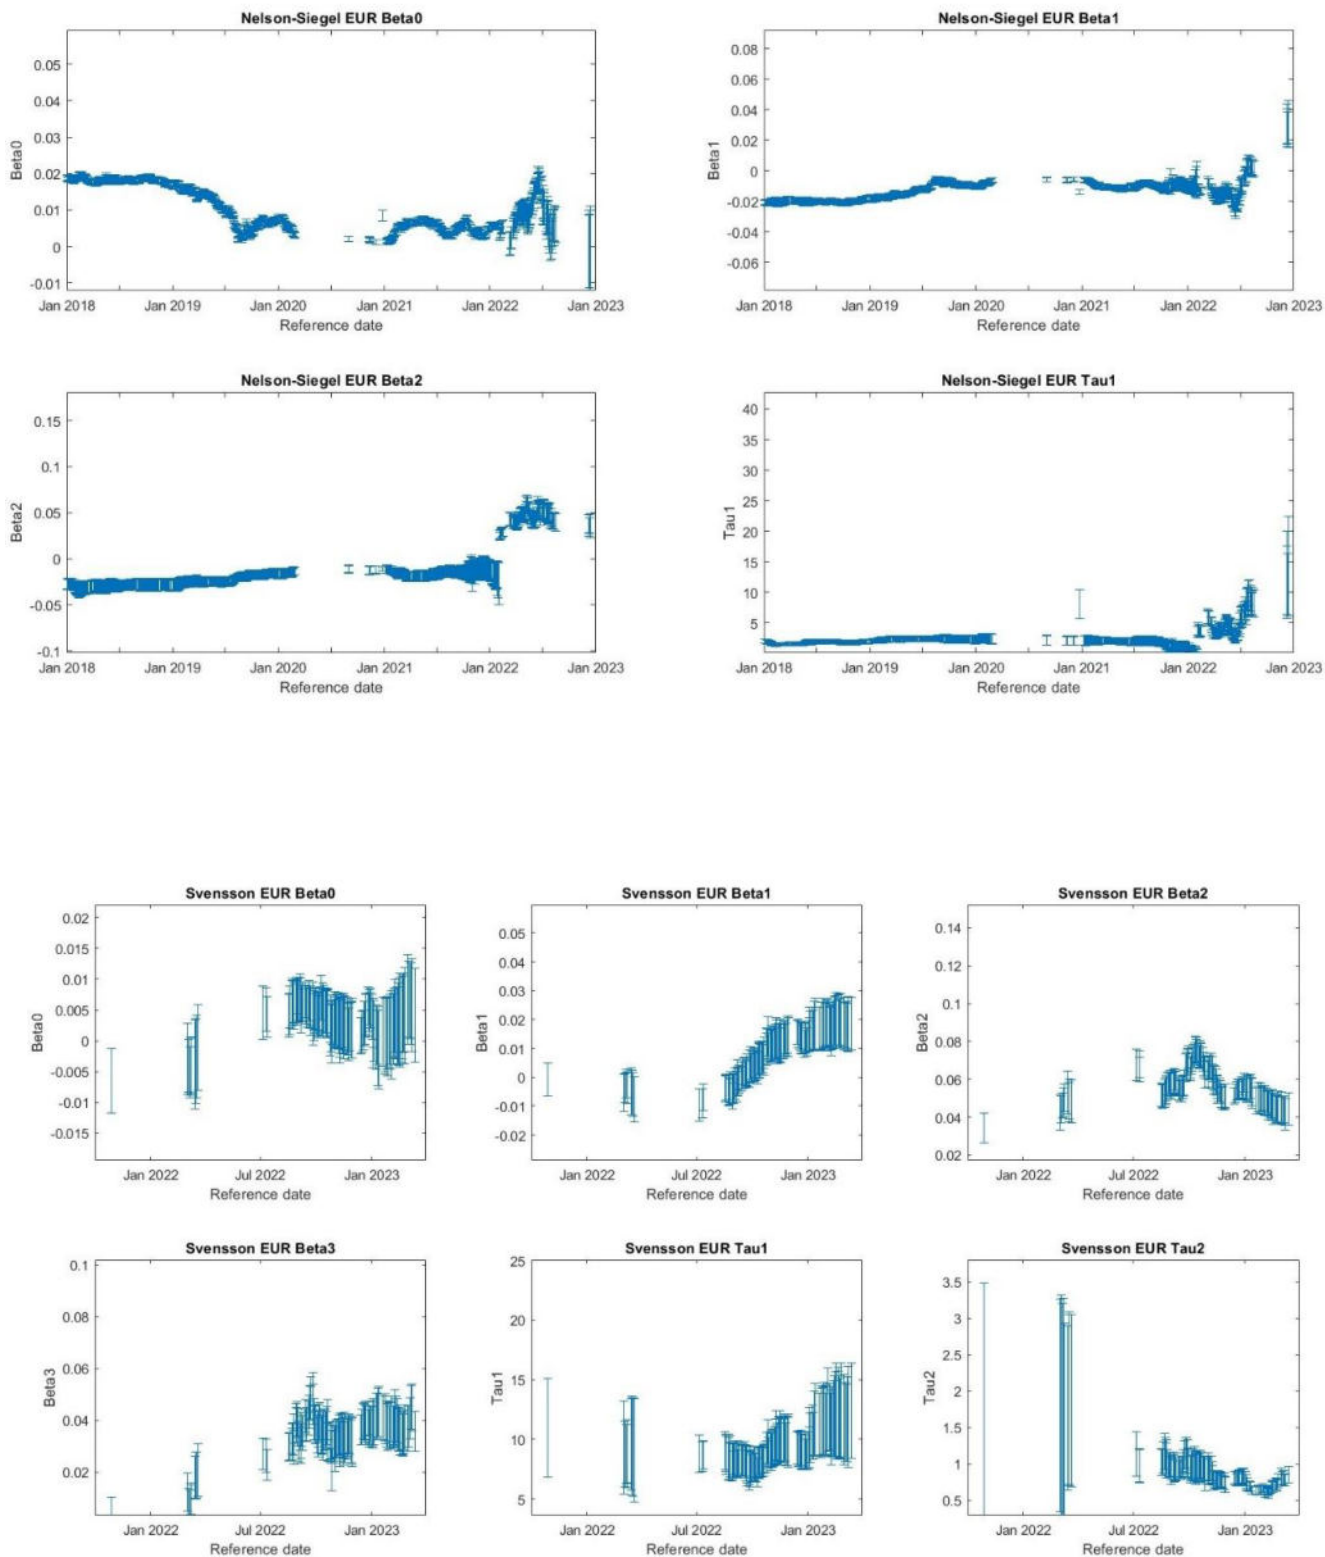 Nelson-Siegel EUR Beta0
Beta0
0.05
0.04
0.03
0.02
0.01
0
-0.01
Jan 2018 Jan 2019 Jan 2020 Jan 2021 Jan 2022 Jan 2023
Reference date
Nelson-Siegel EUR Beta1
Beta1
0.08
0.06
0.04
0.02
0
-0.02
-0.04
-0.06
Jan 2018 Jan 2019 Jan 2020 Jan 2021 Jan 2022 Jan 2023
Reference date
Nelson-Siegel EUR Beta2
Beta2
0.15
0.1
0.05
0
-0.05
-0.1
Jan 2018 Jan 2019 Jan 2020 Jan 2021 Jan 2022 Jan 2023
Reference date
Nelson-Siegel EUR Tau1
Tau1
40
35
30
25
20
15
10
5
Jan 2018 Jan 2019 Jan 2020 Jan 2021 Jan 2022 Jan 2023
Reference date
Svensson EUR Beta0
Beta0
0.02
0.015
0.01
0.005
0
-0.005
-0.01
-0.015
Jan 2022 Jul 2022 Jan 2023
Reference date
Svensson EUR Beta1
Beta1
0.05
0.04
0.03
0.02
0.01
0
-0.01
-0.02
Jan 2022 Jul 2022 Jan 2023
Reference date
Svensson EUR Beta2
Beta2
0.14
0.12
0.1
0.08
0.06
0.04
0.02
Jan 2022 Jul 2022 Jan 2023
Reference date
Svensson EUR Beta3
Beta3
0.1
0.08
0.06
0.04
0.02
Jan 2022 Jul 2022 Jan 2023
Reference date
Svensson EUR Tau1
Tau1
25
20
15
10
5
Jan 2022 Jul 2022 Jan 2023
Reference date
Svensson EUR Tau2
Tau2
3.5
3
2.5
2
1.5
1
0.5
Jan 2022 Jul 2022 Jan 2023
Reference date